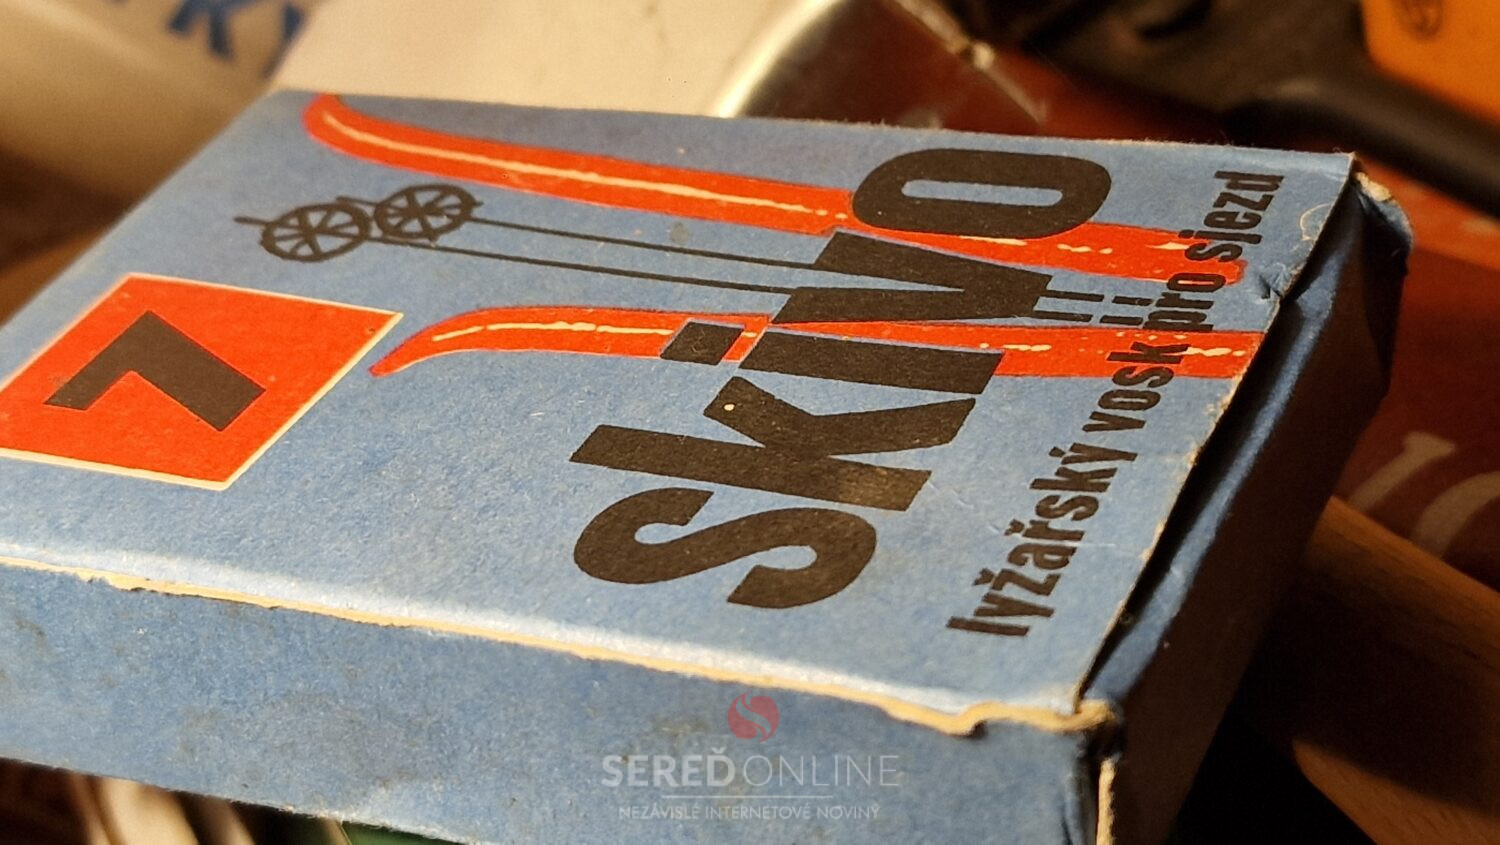 7
skivo
lyžařský vosk pro sjezd
SEREĎONLINE
NEZÁVISLÉ INTERNETOVÉ NOVINY